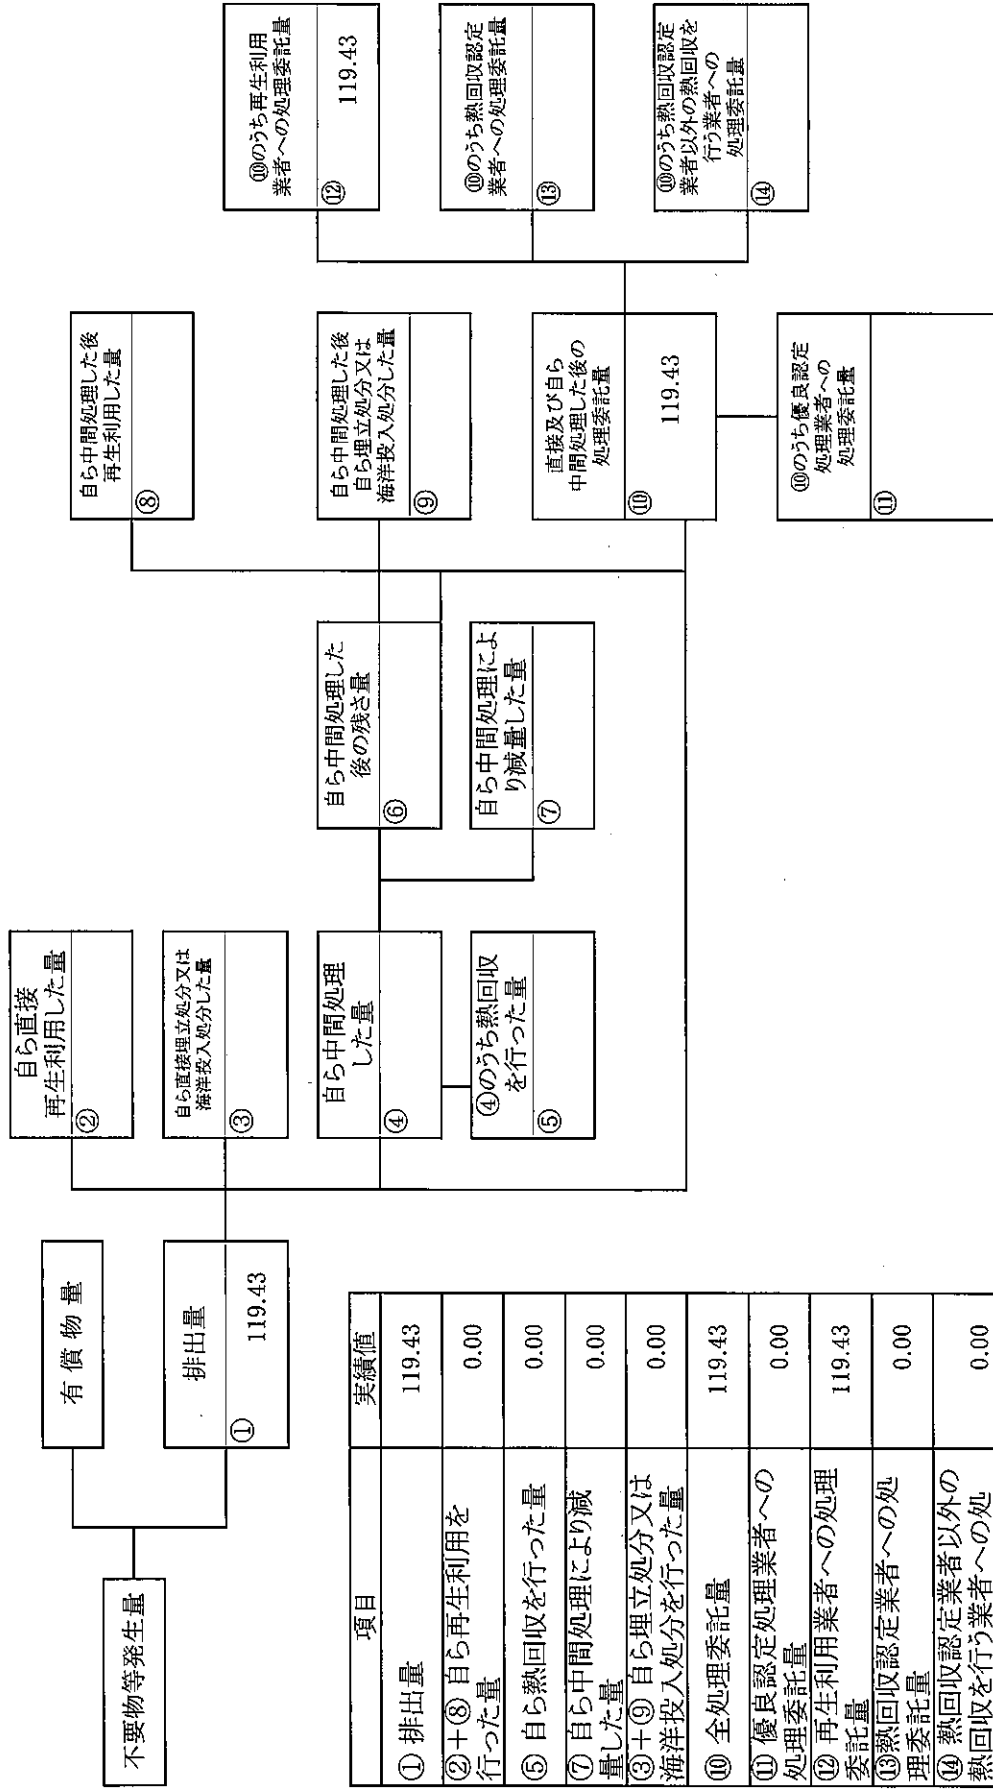 不要物等発生量
有償物量
排出量
①
119.43
自ら直接
再生利用した量
②
自ら直接埋立処分又は
海洋投入処分した量
③
自ら中間処理
した量
④
④のうち熱回収
を行った量
⑤
自ら中間処理した
後の残さ量
⑥
自ら中間処理によ
り減量した量
⑦
自ら中間処理した後
再生利用した量
⑧
自ら中間処理した後
自ら埋立処分又は
海洋投入処分した量
⑨
直接及び自ら
中間処理した後の
処理委託量
⑩
119.43
⑩のうち優良認定
処理業者への
処理委託量
⑪
⑩のうち再生利用
業者への処理委託量
⑫
119.43
⑩のうち熱回収認定
業者への処理委託量
⑬
⑩のうち熱回収認定
業者以外の熱回収を
行う業者への
処理委託量
⑭
項目 実績値
① 排出量 119.43
②+⑧ 自ら再生利用を
行った量 0.00
⑤ 自ら熱回収を行った量 0.00
⑦ 自ら中間処理により減
量した量 0.00
③+⑨ 自ら埋立処分又は
海洋投入処分を行った量 0.00
⑩ 全処理委託量 119.43
⑪ 優良認定処理業者への
処理委託量 0.00
⑫ 再生利用業者への処理
委託量 119.43
⑬熱回収認定業者への処
理委託量 0.00
⑭ 熱回収認定業者以外の
熱回収を行う業者への処 0.00